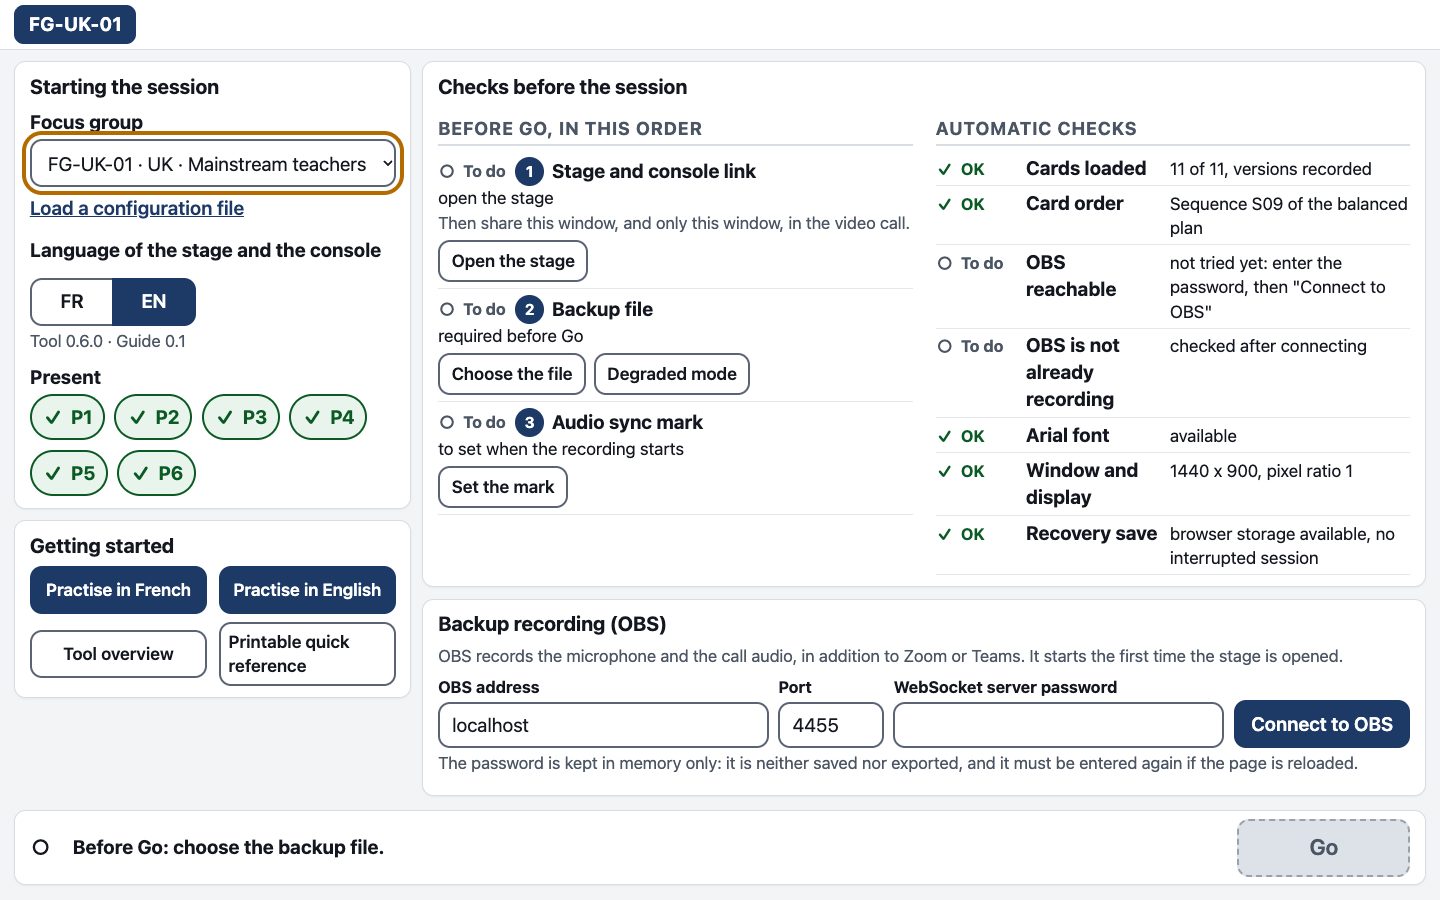 FG-UK-01
Starting the session
Focus group
FG-UK-01 · UK · Mainstream teachers
Load a configuration file
Language of the stage and the console
FR
EN
Tool 0.6.0 · Guide 0.1
Present
P1
P2
P3
P4
P5
P6
Getting started
Practise in French
Practise in English
Tool overview
Printable quick
reference
Checks before the session
BEFORE GO, IN THIS ORDER
To do 1 Stage and console link
open the stage
Then share this window, and only this window, in the video call.
Open the stage
To do 2 Backup file
required before Go
Choose the file
Degraded mode
To do 3 Audio sync mark
to set when the recording starts
Set the mark
AUTOMATIC CHECKS
OK Cards loaded 11 of 11, versions recorded
OK Card order Sequence S09 of the balanced
plan
To do OBS not tried yet: enter the
reachable password, then "Connect to
OBS"
To do OBS is not checked after connecting
already
recording
OK Arial font available
OK Window and 1440 x 900, pixel ratio 1
display
OK Recovery save browser storage available, no
interrupted session
Backup recording (OBS)
OBS records the microphone and the call audio, in addition to Zoom or Teams. It starts the first time the stage is opened.
OBS address Port WebSocket server password
localhost 4455 Connect to OBS
The password is kept in memory only: it is neither saved nor exported, and it must be entered again if the page is reloaded.
Before Go: choose the backup file.
Go